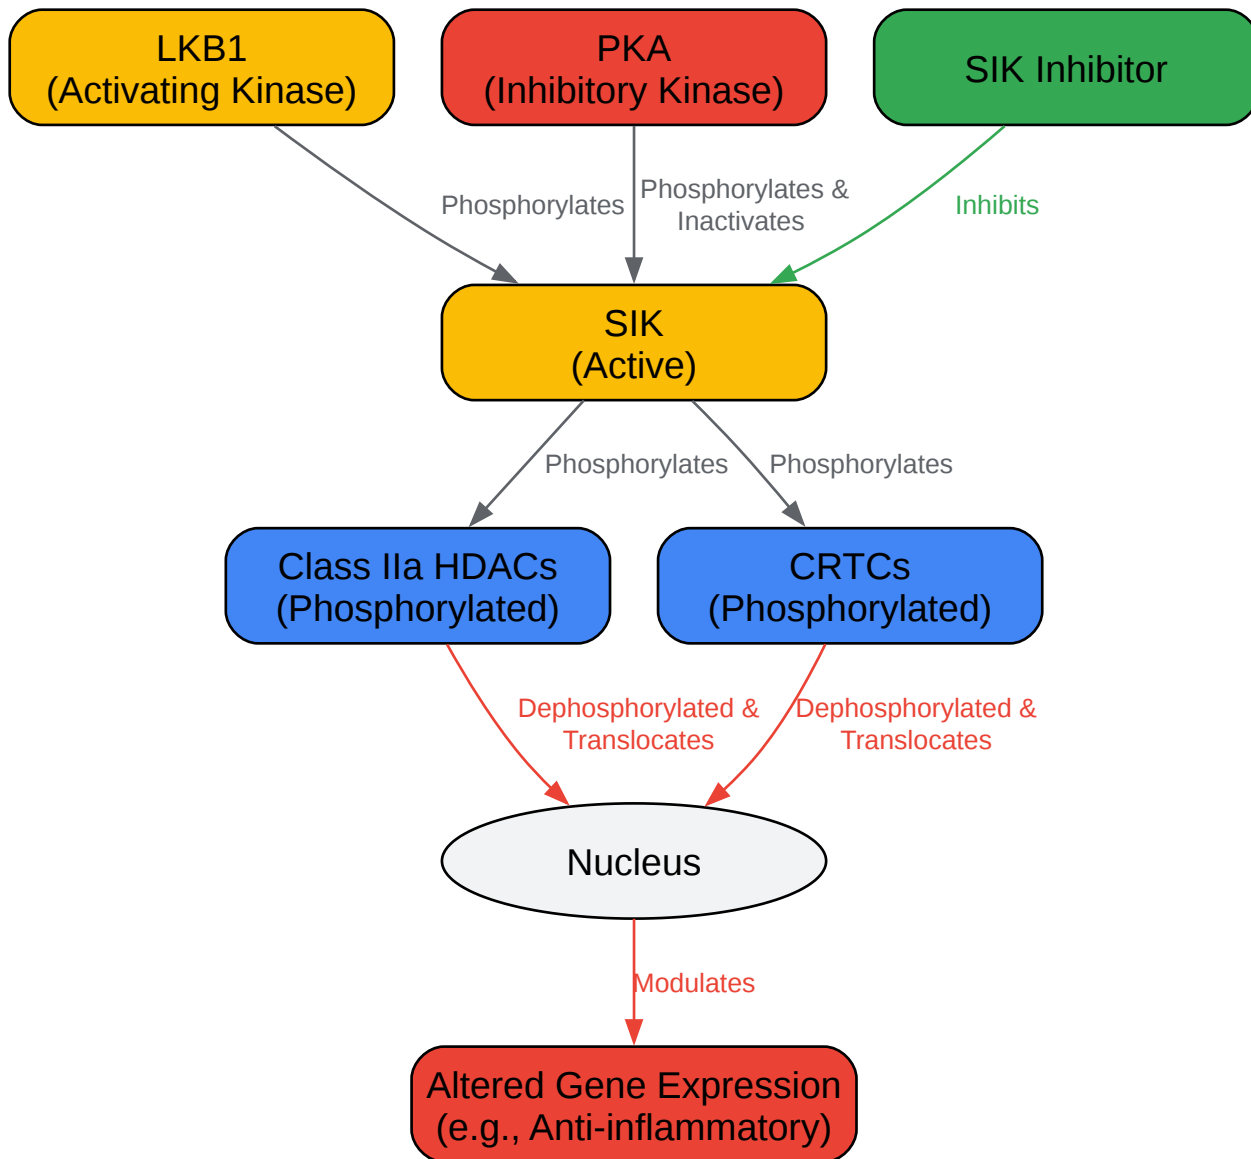 LKB1
(Activating Kinase)
PKA
(Inhibitory Kinase)
SIK Inhibitor
Phosphorylates
Phosphorylates &
Inactivates
Inhibits
SIK
(Active)
Phosphorylates
Phosphorylates
Class IIa HDACs
(Phosphorylated)
CRTCs
(Phosphorylated)
Dephosphorylated &
Translocates
Dephosphorylated &
Translocates
Nucleus
Modulates
Altered Gene Expression
(e.g., Anti-inflammatory)